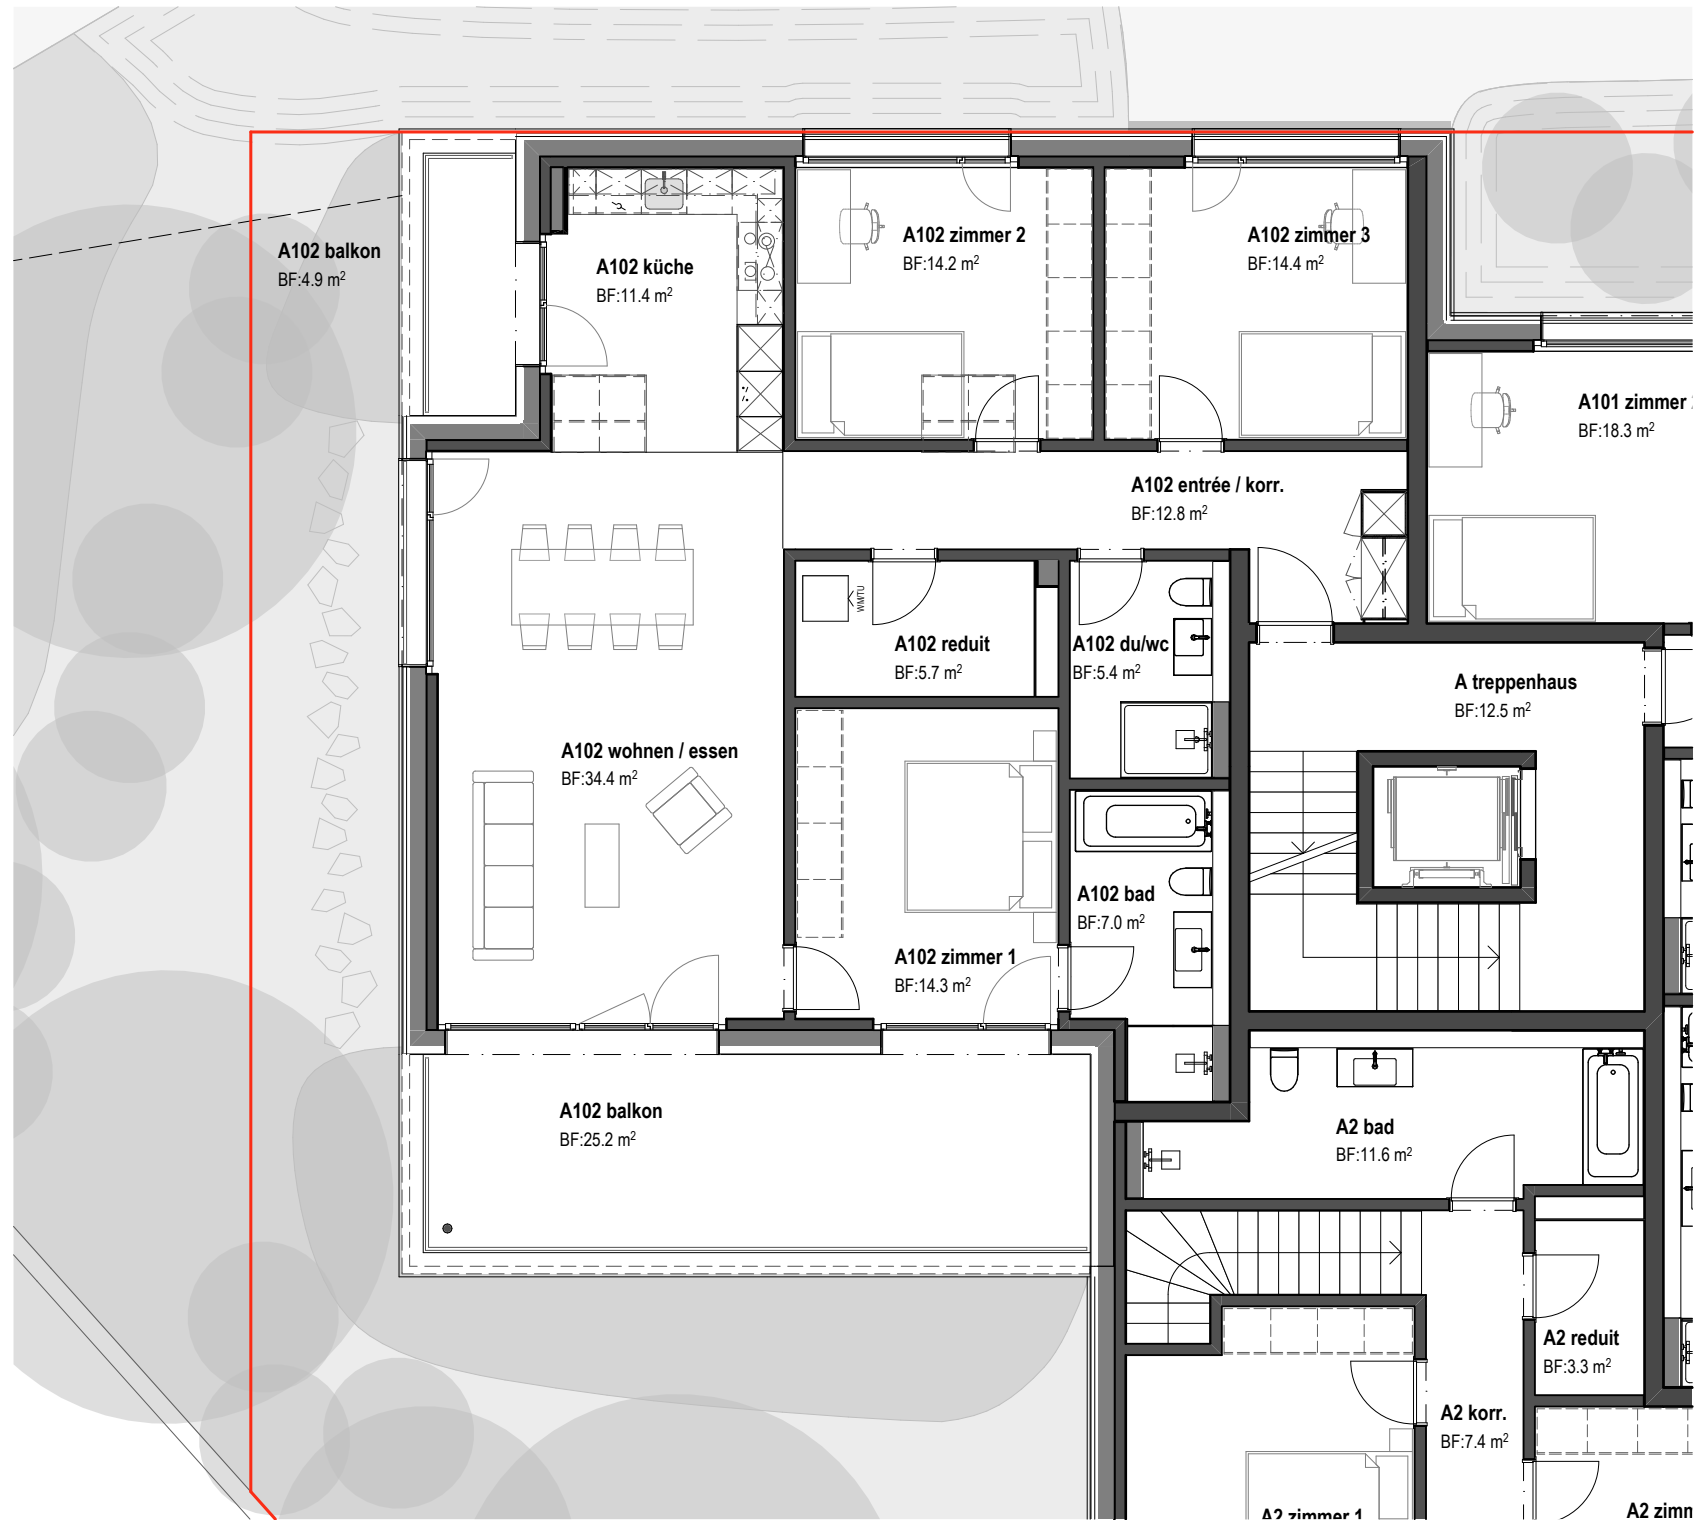 A102 balkon
BF:4.9 m²
A102 küche
BF:11.4 m²
A102 zimmer 2
BF:14.2 m²
A102 zimmer 3
BF:14.4 m²
A101 zimmer
BF:18.3 m²
A102 entrée / korr.
BF:12.8 m²
WM/TU
A102 reduit
BF:5.7 m²
A102 du/wc
BF:5.4 m²
A treppenhaus
BF:12.5 m²
A102 wohnen / essen
BF:34.4 m²
A102 bad
BF:7.0 m²
A102 zimmer 1
BF:14.3 m²
A102 balkon
BF:25.2 m²
A2 bad
BF:11.6 m²
A2 reduit
BF:3.3 m²
A2 korr.
BF:7.4 m²
A2 zimmer 1
A2 zimm